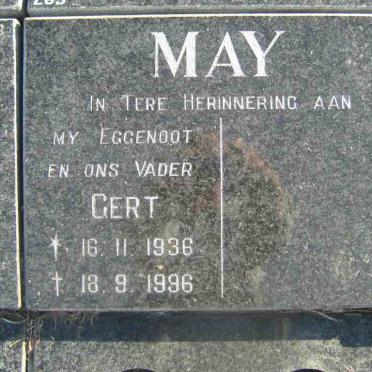 MAY
IN TERE HERINNERING AAN
MY EGGENOOT
EN ONS VADER
GERT
* 16. 11. 1936
† 18. 9. 1996